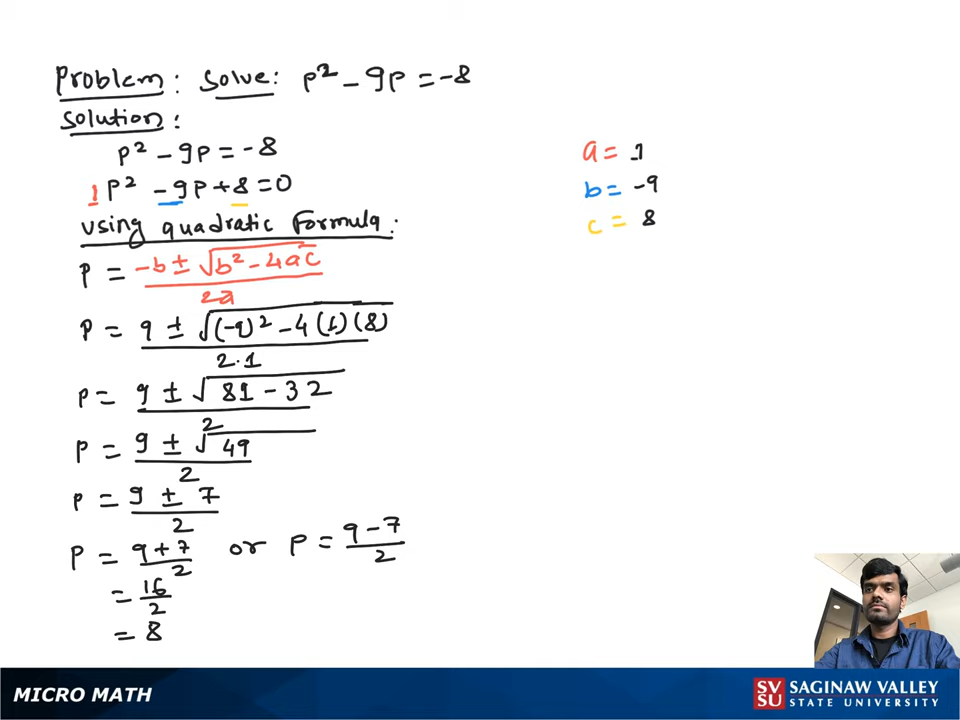 Problem: Solve: p² - 9p = -8
Solution:
p² - 9p = -8
1p² - 9p + 8 = 0
using quadratic formula:
p = (-b ± √(b² - 4ac))/(2a)
p = (9 ± √((-9)² - 4(1)(8)))/(2·1)
p = (9 ± √(81 - 32))/2
p = (9 ± √49)/2
p = (9 ± 7)/2
p = (9 + 7)/2 or p = (9 - 7)/2
= 16/2
= 8
a = 1
b = -9
c = 8
MICRO MATH
SV SU SAGINAW VALLEY
STATE UNIVERSITY